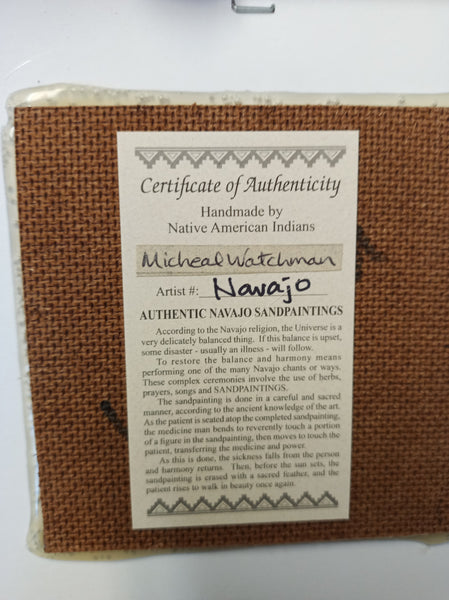 Certificate of Authenticity
Handmade by
Native American Indians
Micheal Watchman
Artist #: Navajo
AUTHENTIC NAVAJO SANDPAINTINGS
According to the Navajo religion, the Universe is a
very delicately balanced thing. If this balance is upset,
some disaster - usually an illness - will follow.
To restore the balance and harmony means
performing one of the many Navajo chants or ways.
These complex ceremonies involve the use of herbs,
prayers, songs and SANDPAINTINGS.
The sandpainting is done in a careful and sacred
manner, according to the ancient knowledge of the art.
As the patient is seated atop the completed sandpainting,
the medicine man bends to reverently touch a portion
of a figure in the sandpainting, then moves to touch the
patient, transferring the medicine and power.
As this is done, the sickness falls from the person
and harmony returns. Then, before the sun sets, the
sandpainting is erased with a sacred feather, and the
patient rises to walk in beauty once again.